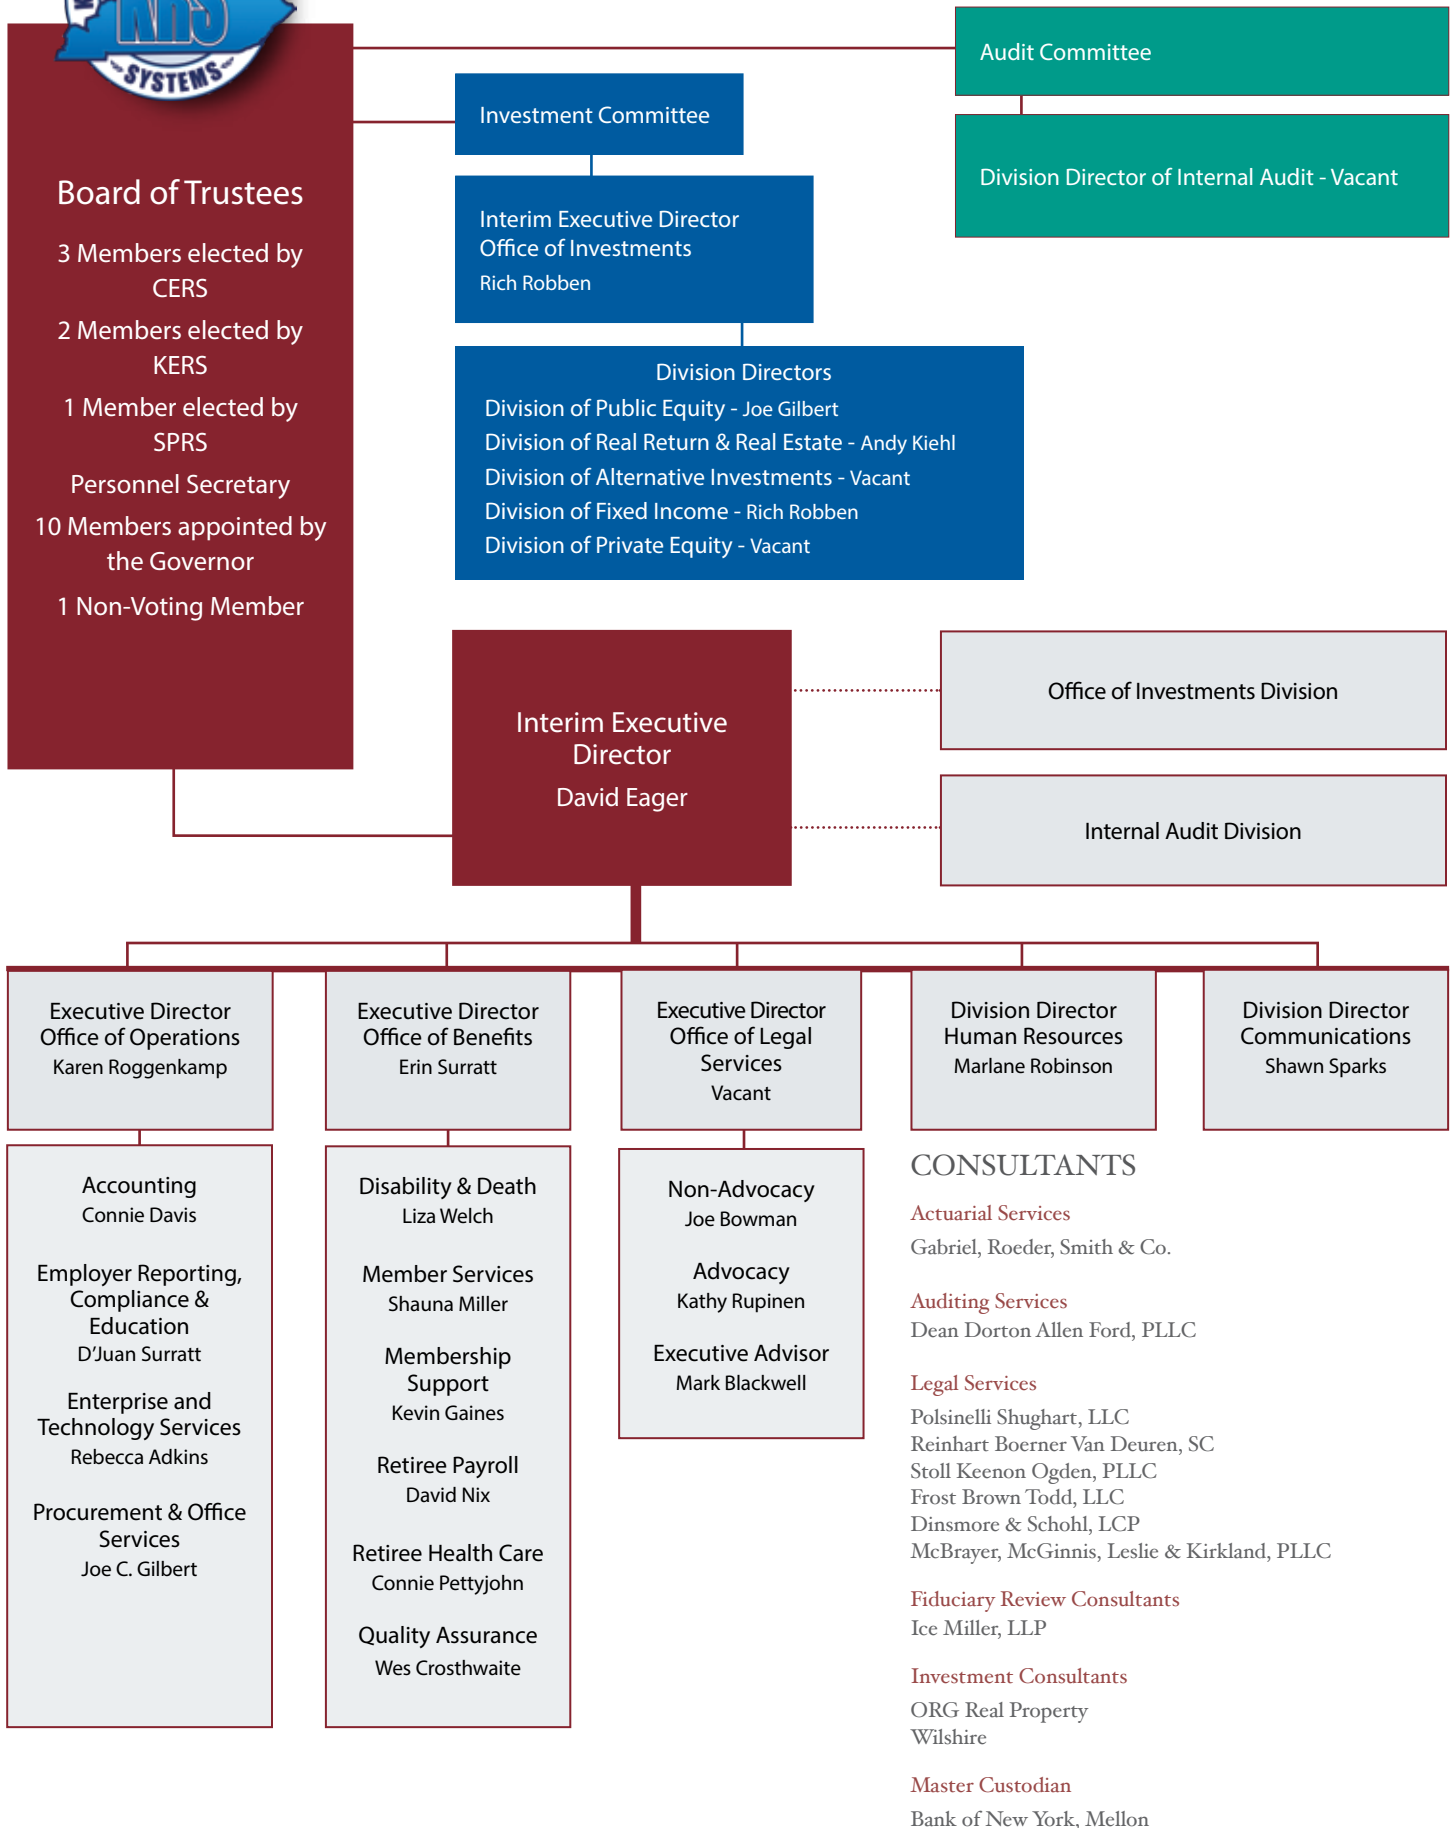 KRS
SYSTEMS
Board of Trustees
3 Members elected by
CERS
2 Members elected by
KERS
1 Member elected by
SPRS
Personnel Secretary
10 Members appointed by
the Governor
1 Non-Voting Member
Audit Committee
Division Director of Internal Audit - Vacant
Investment Committee
Interim Executive Director
Office of Investments
Rich Robben
Division Directors
Division of Public Equity - Joe Gilbert
Division of Real Return & Real Estate - Andy Kiehl
Division of Alternative Investments - Vacant
Division of Fixed Income - Rich Robben
Division of Private Equity - Vacant
Interim Executive
Director
David Eager
Office of Investments Division
Internal Audit Division
Executive Director
Office of Operations
Karen Roggenkamp
Executive Director
Office of Benefits
Erin Surratt
Executive Director
Office of Legal
Services
Vacant
Division Director
Human Resources
Marlane Robinson
Division Director
Communications
Shawn Sparks
Accounting
Connie Davis
Employer Reporting,
Compliance &
Education
D'Juan Surratt
Enterprise and
Technology Services
Rebecca Adkins
Procurement & Office
Services
Joe C. Gilbert
Disability & Death
Liza Welch
Member Services
Shauna Miller
Membership
Support
Kevin Gaines
Retiree Payroll
David Nix
Retiree Health Care
Connie Pettyjohn
Quality Assurance
Wes Crosthwaite
Non-Advocacy
Joe Bowman
Advocacy
Kathy Rupinen
Executive Advisor
Mark Blackwell
CONSULTANTS
Actuarial Services
Gabriel, Roeder, Smith & Co.
Auditing Services
Dean Dorton Allen Ford, PLLC
Legal Services
Polsinelli Shughart, LLC
Reinhart Boerner Van Deuren, SC
Stoll Keenon Ogden, PLLC
Frost Brown Todd, LLC
Dinsmore & Schohl, LCP
McBrayer, McGinnis, Leslie & Kirkland, PLLC
Fiduciary Review Consultants
Ice Miller, LLP
Investment Consultants
ORG Real Property
Wilshire
Master Custodian
Bank of New York, Mellon